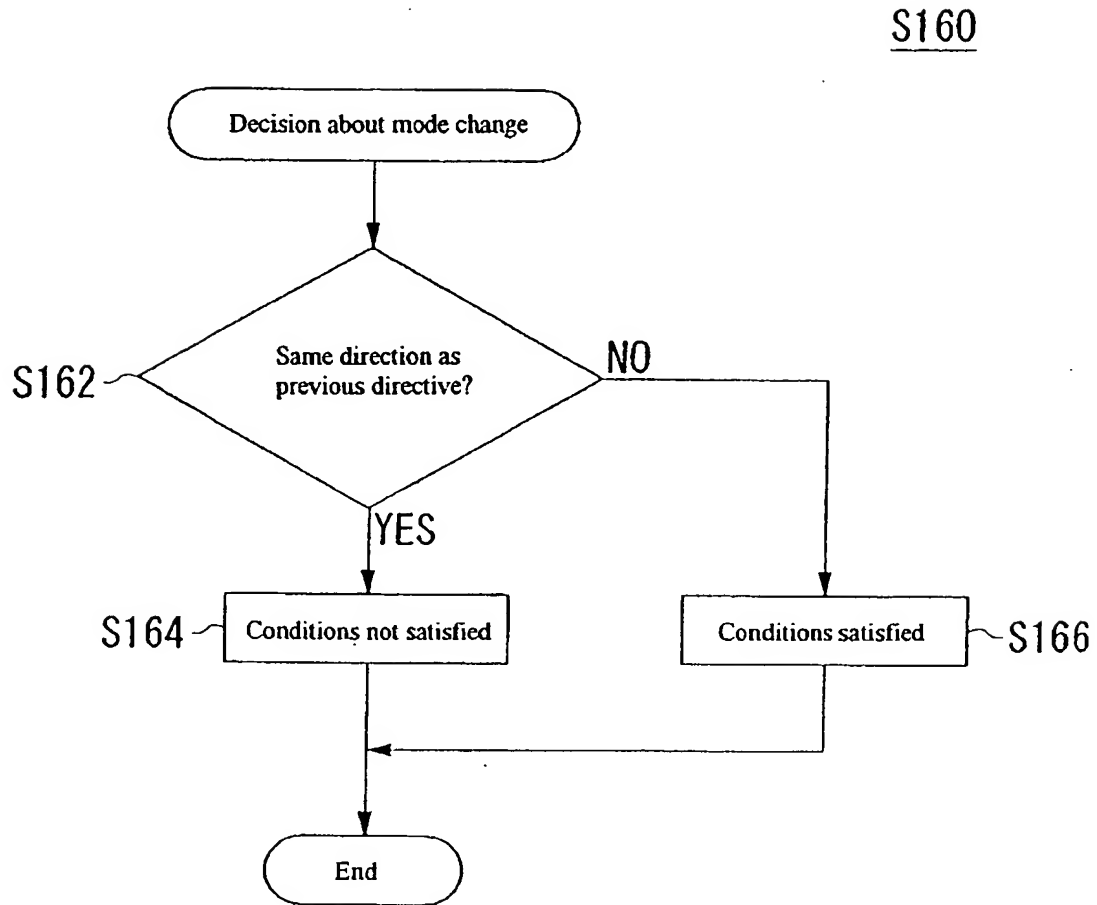 S160
Decision about mode change
S162
Same direction as
previous directive?
NO
YES
S164
Conditions not satisfied
Conditions satisfied
S166
End